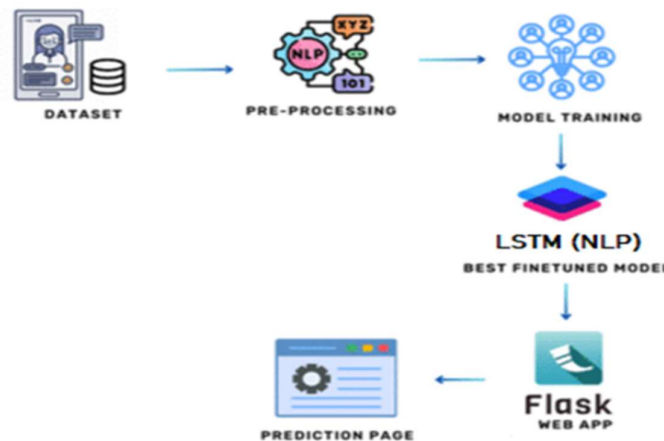 NLP
XYZ
101
DATASET
PRE-PROCESSING
MODEL TRAINING
LSTM (NLP)
BEST FINETUNED MODEL
Flask
WEB APP
PREDICTION PAGE